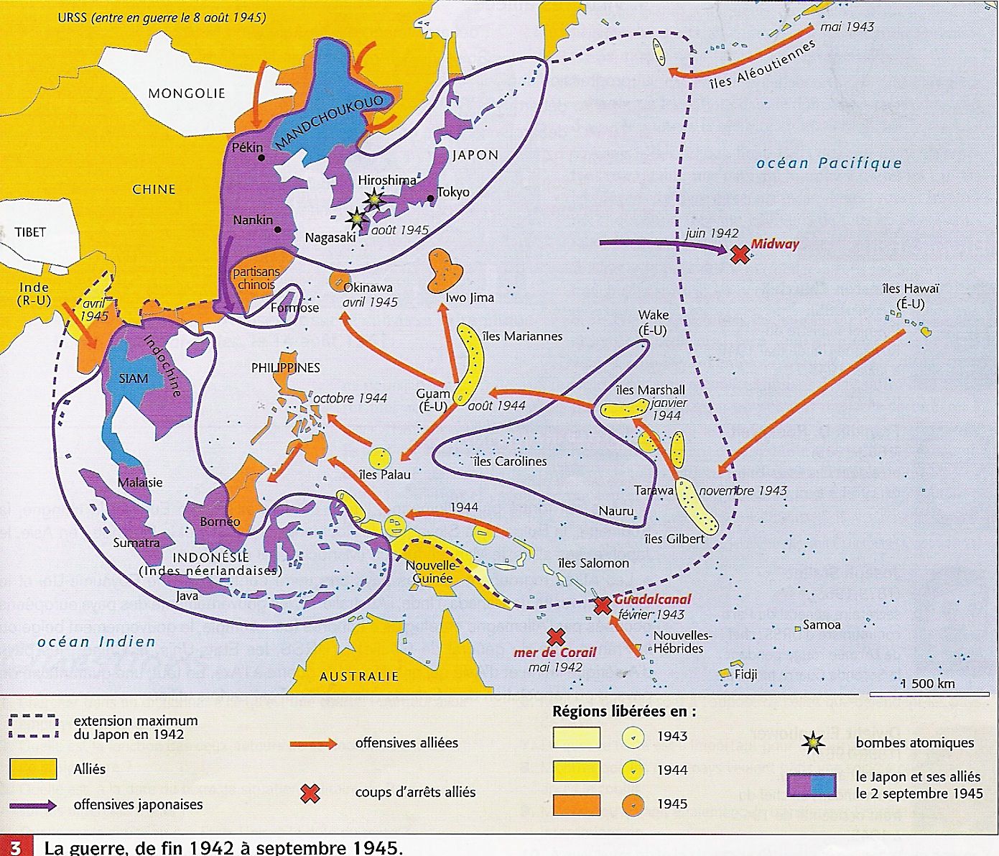 URSS (entre en guerre le 8 août 1945)
mai 1943
îles Aléoutiennes
MONGOLIE
MANDCHOUKOUO
Pékin
JAPON
océan Pacifique
CHINE
Hiroshima
Tokyo
Nankin
TIBET
Nagasaki
août 1945
juin 1942
Midway
partisans
chinois
Inde
(R-U)
avril
1945
Okinawa
avril 1945
Iwo Jima
îles Hawaï
(É-U)
Formose
Wake
(É-U)
îles Mariannes
Indochine
SIAM
PHILIPPINES
octobre 1944
Guam
(É-U)
août 1944
îles Marshall
janvier
1944
îles Carolines
îles Palau
Malaisie
Tarawa
novembre 1943
1944
Nauru
Bornéo
îles Gilbert
Sumatra
INDONÉSIE
(Indes néerlandaises)
îles Salomon
Nouvelle-
Guinée
Java
Guadalcanal
février 1943
Samoa
océan Indien
Nouvelles-
Hébrides
mer de Corail
mai 1942
AUSTRALIE
Fidji
1 500 km
extension maximum
du Japon en 1942
Alliés
offensives japonaises
offensives alliées
coups d'arrêts alliés
Régions libérées en :
1943
1944
1945
bombes atomiques
le Japon et ses alliés
le 2 septembre 1945
3 La guerre, de fin 1942 à septembre 1945.